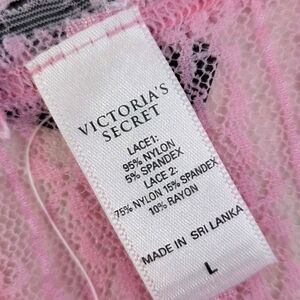 VICTORIA'S
SECRET
LACE1:
95% NYLON
5% SPANDEX
LACE 2:
75% NYLON 15% SPANDEX
10% RAYON
MADE IN SRI LANKA
L